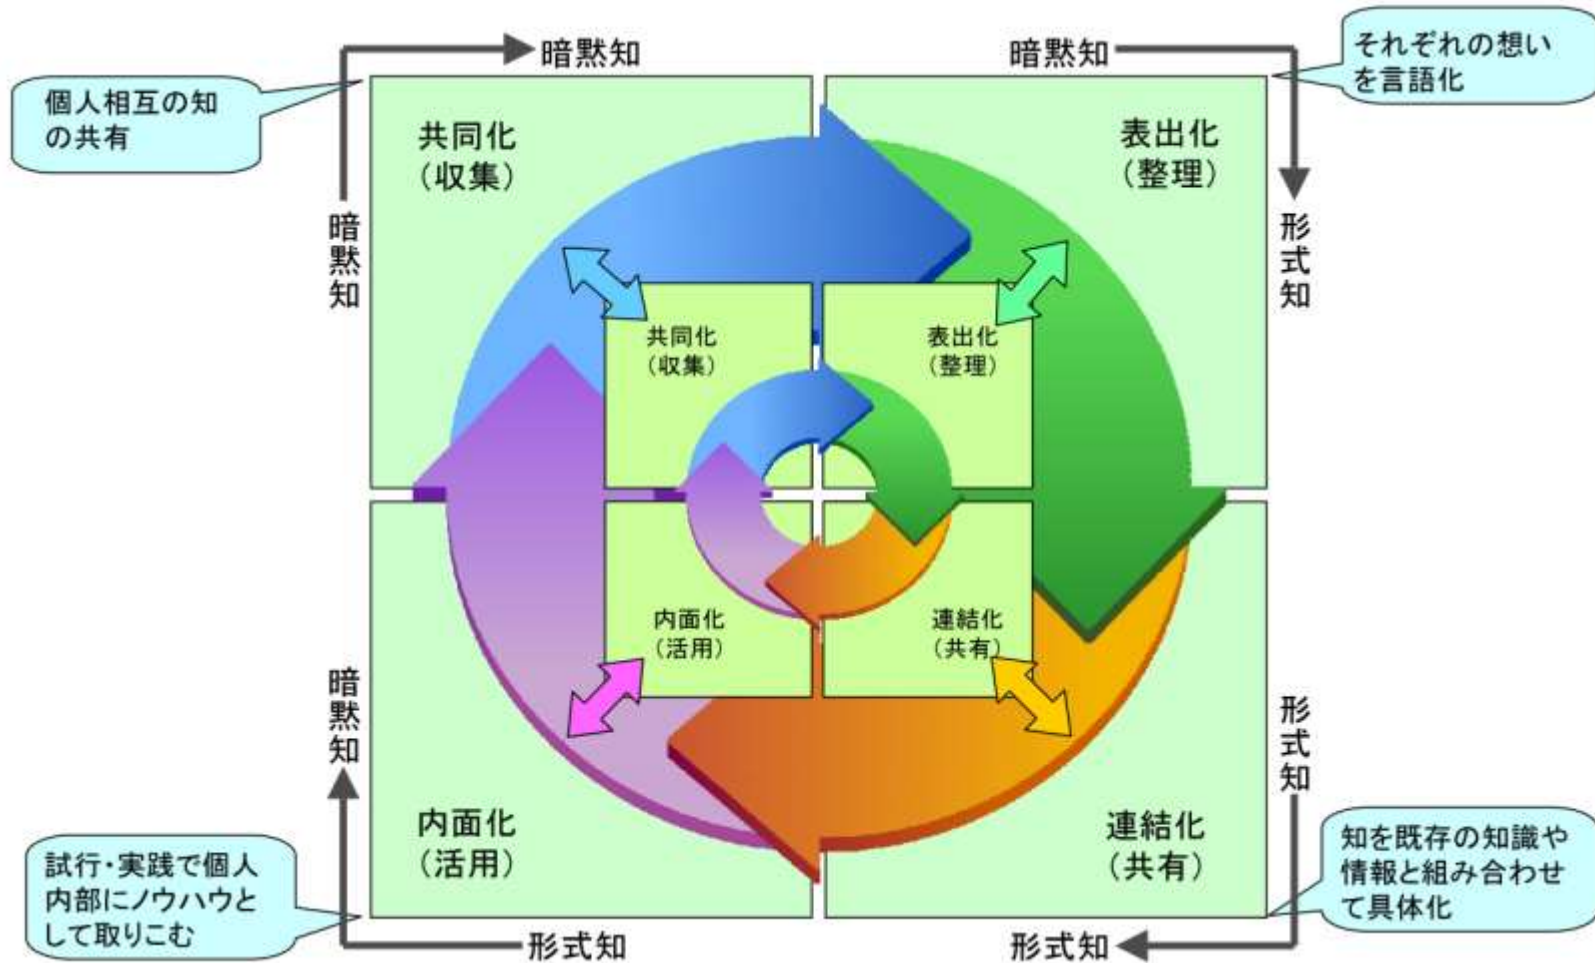 暗黙知
暗黙知
個人相互の知
の共有
それぞれの想い
を言語化
共同化
（収集）
表出化
（整理）
暗黙知
形式知
共同化
（収集）
表出化
（整理）
内面化
（活用）
連結化
（共有）
暗黙知
形式知
内面化
（活用）
連結化
（共有）
試行・実践で個人
内部にノウハウと
して取りこむ
知を既存の知識や
情報と組み合わせ
て具体化
形式知
形式知